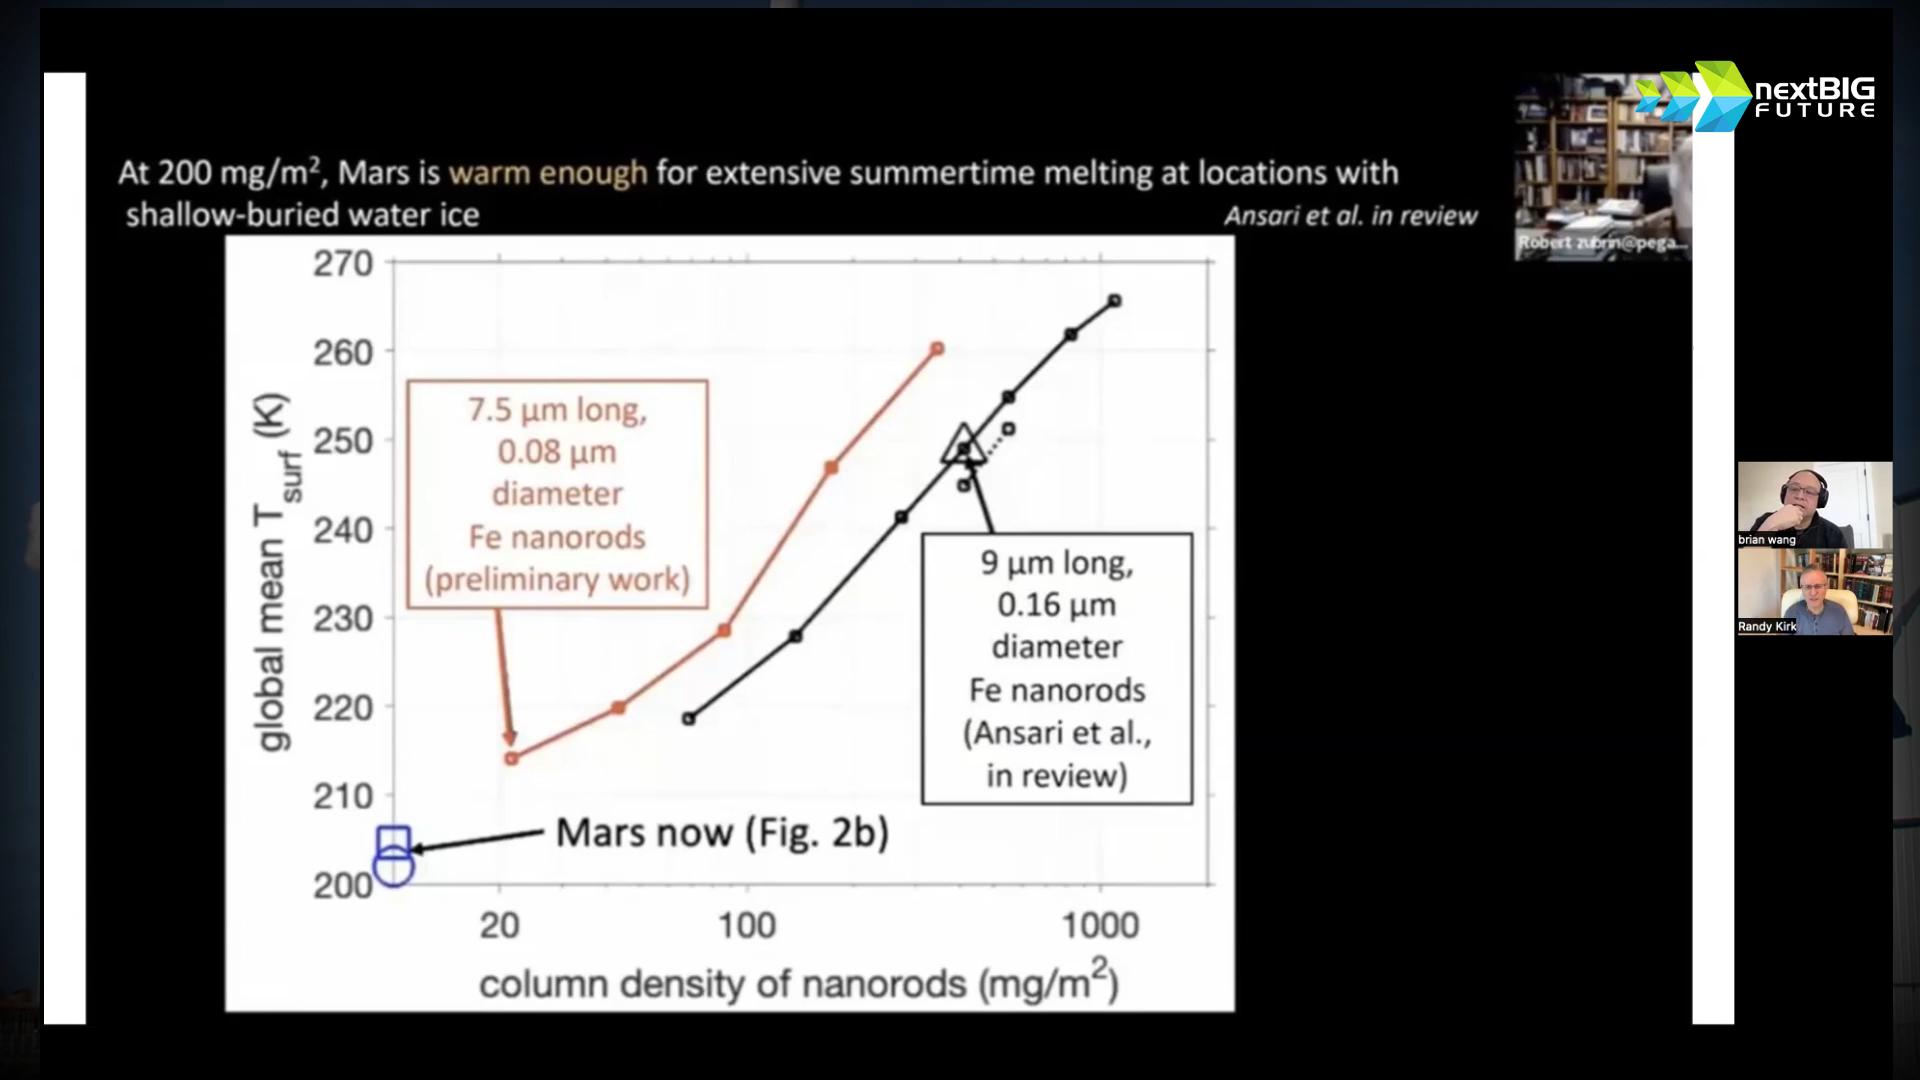 nextBIG
FUTURE
At 200 mg/m², Mars is warm enough for extensive summertime melting at locations with
shallow-buried water ice
Ansari et al. in review
Robert zubrin@pega...
270
260
250
240
230
220
210
200
global mean T surf (K)
7.5 µm long,
0.08 µm
diameter
Fe nanorods
(preliminary work)
9 µm long,
0.16 µm
diameter
Fe nanorods
(Ansari et al.,
in review)
Mars now (Fig. 2b)
20 100 1000
column density of nanorods (mg/m²)
brian wang
Randy Kirk